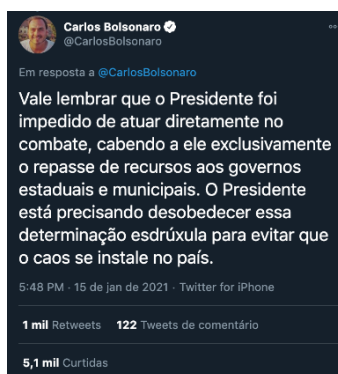 Carlos Bolsonaro
@CarlosBolsonaro
Em resposta a @CarlosBolsonaro
Vale lembrar que o Presidente foi
impedido de atuar diretamente no
combate, cabendo a ele exclusivamente
o repasse de recursos aos governos
estaduais e municipais. O Presidente
está precisando desobedecer essa
determinação esdrúxula para evitar que
o caos se instale no país.
5:48 PM · 15 de jan de 2021 · Twitter for iPhone
1 mil Retweets 122 Tweets de comentário
5,1 mil Curtidas